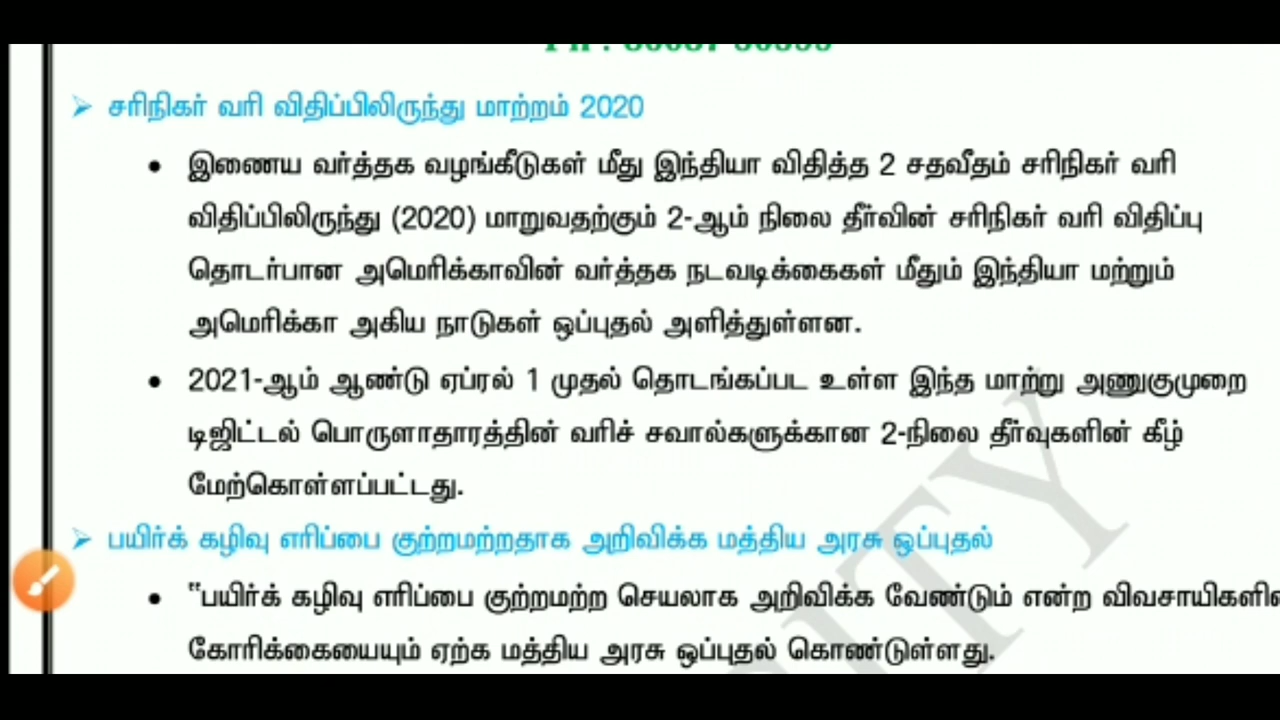 ➢ சரிநிகர் வரி விதிப்பிலிருந்து மாற்றம் 2020
• இணைய வர்த்தக வழங்கீடுகள் மீது இந்தியா விதித்த 2 சதவீதம் சரிநிகர் வரி
விதிப்பிலிருந்து (2020) மாறுவதற்கும் 2-ஆம் நிலை தீர்வின் சரிநிகர் வரி விதிப்பு
தொடர்பான அமெரிக்காவின் வர்த்தக நடவடிக்கைகள் மீதும் இந்தியா மற்றும்
அமெரிக்கா அகிய நாடுகள் ஒப்புதல் அளித்துள்ளன.
• 2021-ஆம் ஆண்டு ஏப்ரல் 1 முதல் தொடங்கப்பட உள்ள இந்த மாற்று அணுகுமுறை
டிஜிட்டல் பொருளாதாரத்தின் வரிச் சவால்களுக்கான 2-நிலை தீர்வுகளின் கீழ்
மேற்கொள்ளப்பட்டது.
➢ பயிர்க் கழிவு எரிப்பை குற்றமற்றதாக அறிவிக்க மத்திய அரசு ஒப்புதல்
• “பயிர்க் கழிவு எரிப்பை குற்றமற்ற செயலாக அறிவிக்க வேண்டும் என்ற
கோரிக்கையையும் ஏற்க மத்திய அரசு ஒப்புதல் கொண்டுள்ளது.